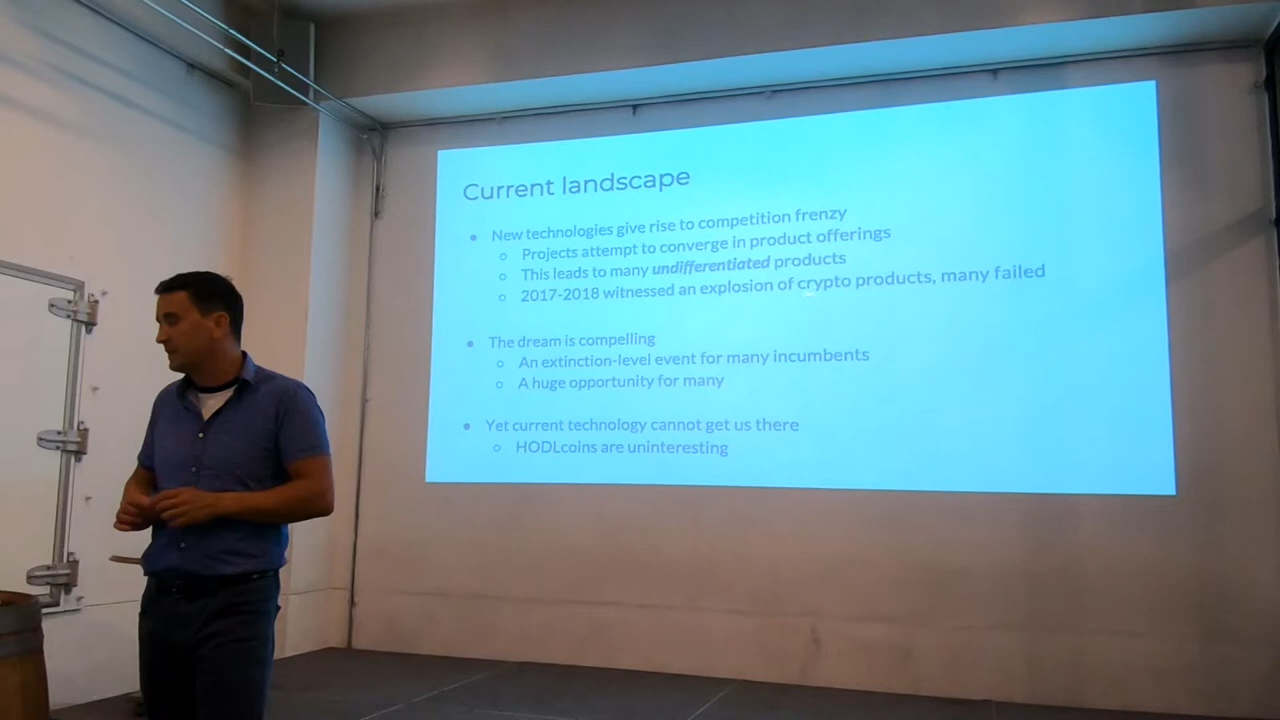 Current landscape
● New technologies give rise to competition frenzy
○ Projects attempt to converge in product offerings
○ This leads to many undifferentiated products
○ 2017-2018 witnessed an explosion of crypto products, many failed
● The dream is compelling
○ An extinction-level event for many incumbents
○ A huge opportunity for many
● Yet current technology cannot get us there
○ HODLcoins are uninteresting